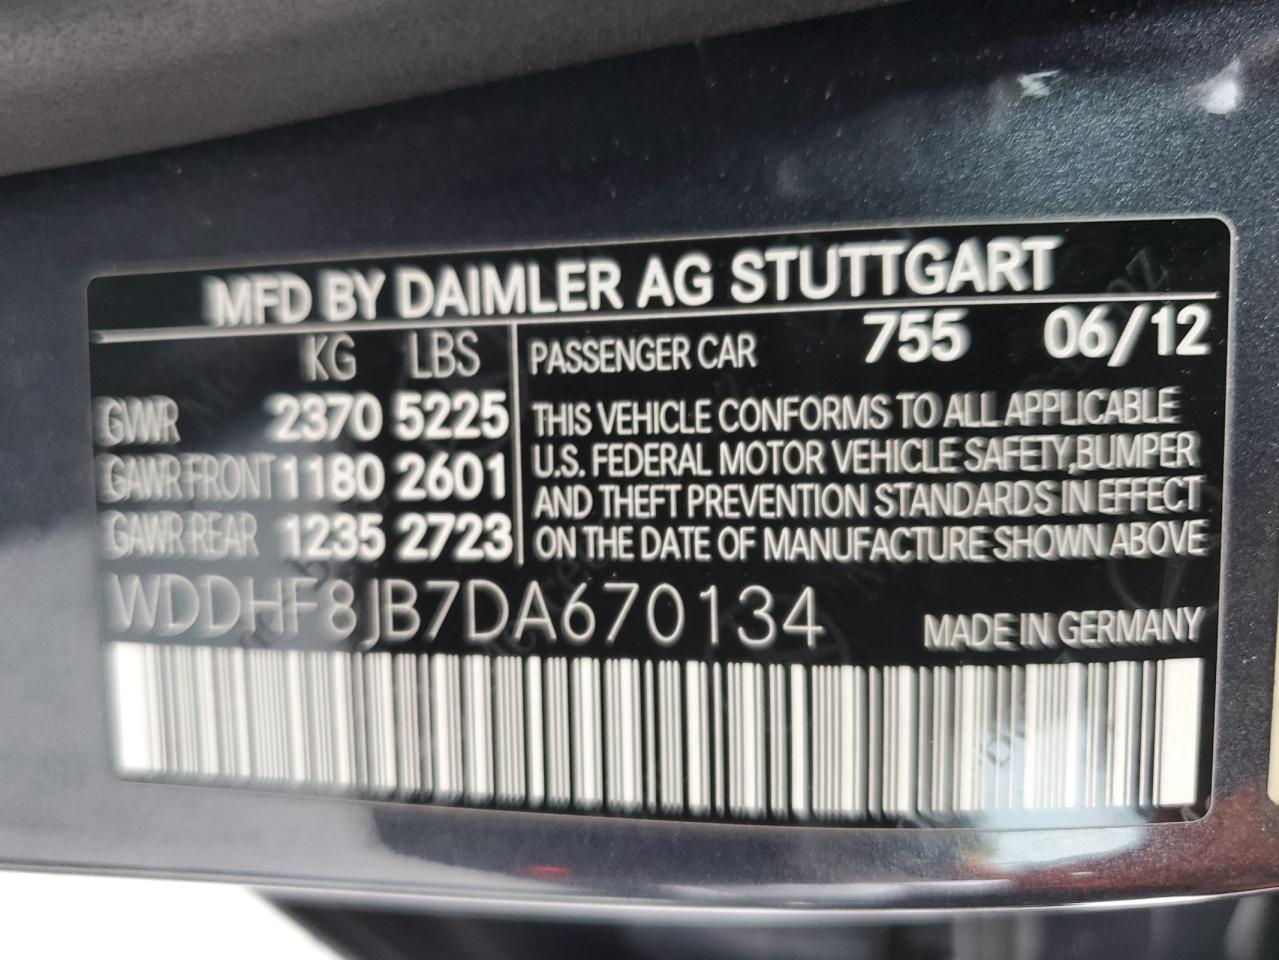 MFD BY DAIMLER AG STUTTGART
KG LBS
PASSENGER CAR 755 06/12
GVWR 2370 5225
GAWR FRONT 1180 2601
GAWR REAR 1235 2723
THIS VEHICLE CONFORMS TO ALL APPLICABLE
U.S. FEDERAL MOTOR VEHICLE SAFETY,BUMPER
AND THEFT PREVENTION STANDARDS IN EFFECT
ON THE DATE OF MANUFACTURE SHOWN ABOVE
WDDHF8JB7DA670134
MADE IN GERMANY